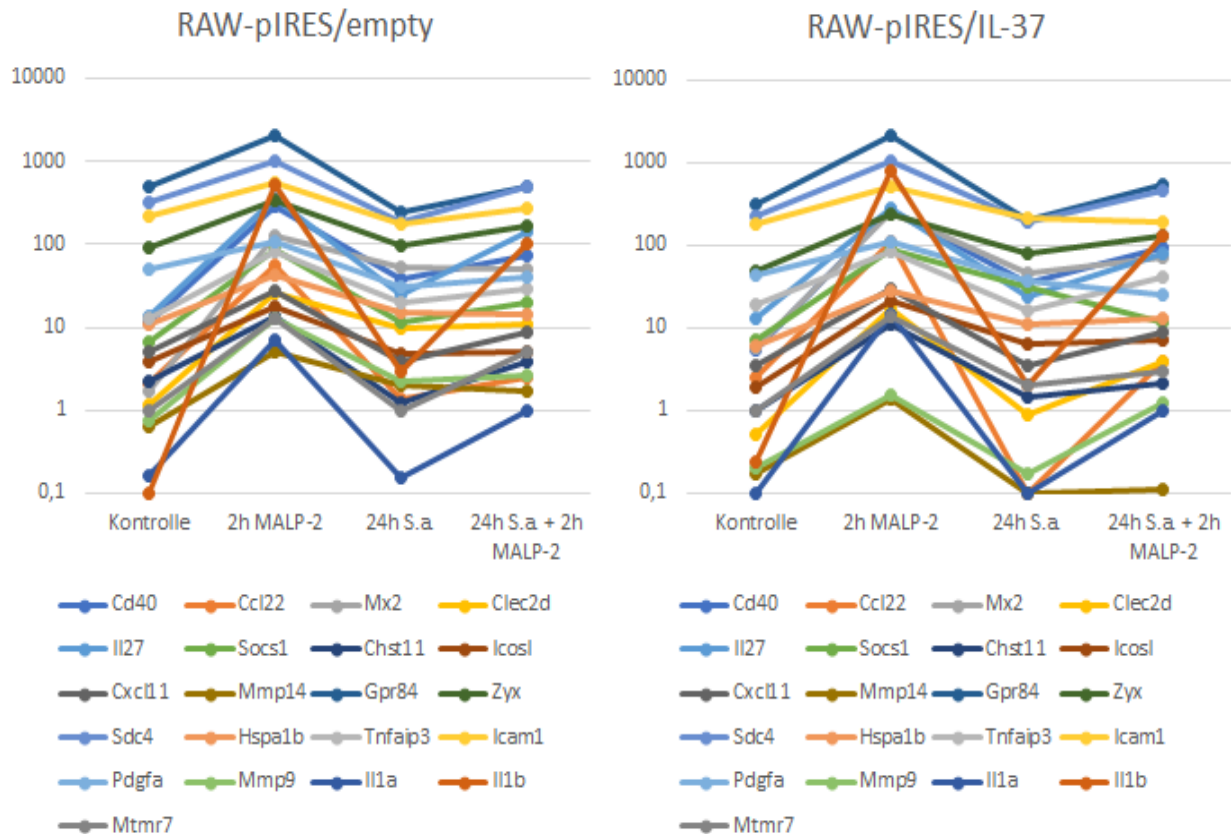 RAW-pIRES/empty
10000
1000
100
10
1
0,1
Kontrolle 2h MALP-2 24h S.a. 24h S.a. + 2h
MALP-2
Cd40 Ccl22 Mx2 Clec2d
Il27 Socs1 Chst11 Icosl
Cxcl11 Mmp14 Gpr84 Zyx
Sdc4 Hspa1b Tnfaip3 Icam1
Pdgfa Mmp9 Il1a Il1b
Mtmr7
RAW-pIRES/IL-37
10000
1000
100
10
1
0,1
Kontrolle 2h MALP-2 24h S.a. 24h S.a. + 2h
MALP-2
Cd40 Ccl22 Mx2 Clec2d
Il27 Socs1 Chst11 Icosl
Cxcl11 Mmp14 Gpr84 Zyx
Sdc4 Hspa1b Tnfaip3 Icam1
Pdgfa Mmp9 Il1a Il1b
Mtmr7